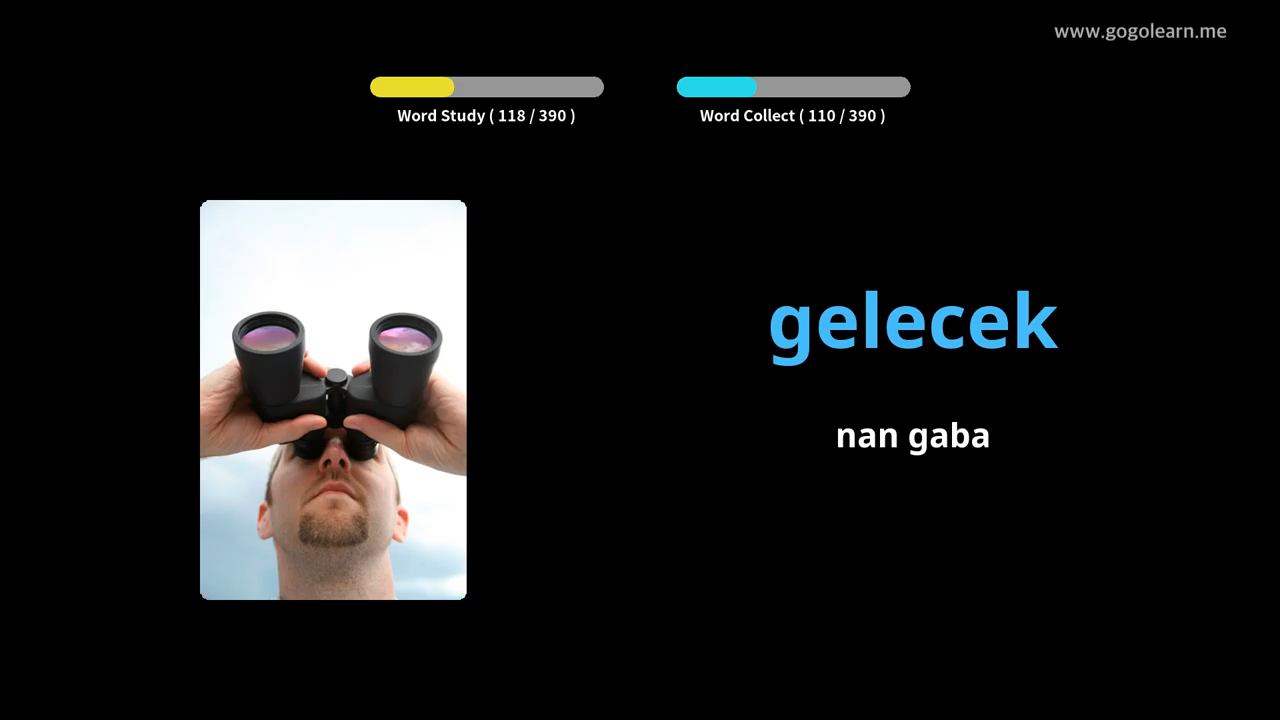 www.gogolearn.me
Word Study ( 118 / 390 )
Word Collect ( 110 / 390 )
gelecek
nan gaba